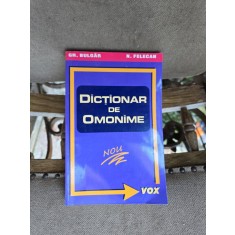 GH. BULGĂR N. FELECAN
DICȚIONAR
DE
OMONIME
NOU
VOX